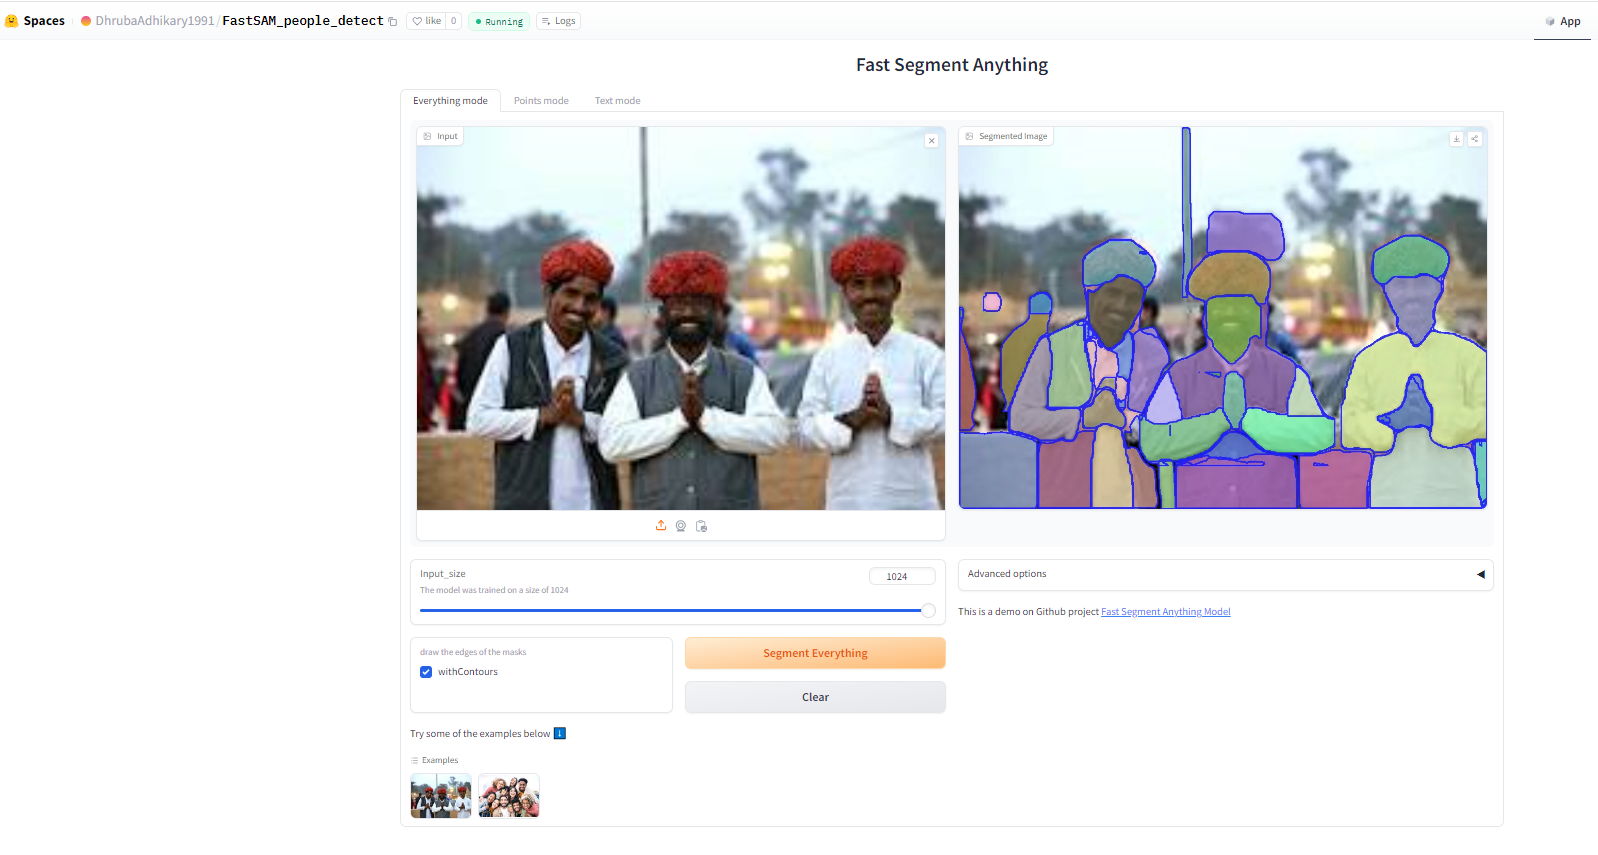 Spaces DhrubaAdhikary1991/FastSAM_people_detect like 0 Running Logs App
Fast Segment Anything
Everything mode Points mode Text mode
Input
Segmented Image
Input_size 1024
The model was trained on a size of 1024
Advanced options
This is a demo on Github project Fast Segment Anything Model
draw the edges of the masks
withContours
Segment Everything
Clear
Try some of the examples below
Examples